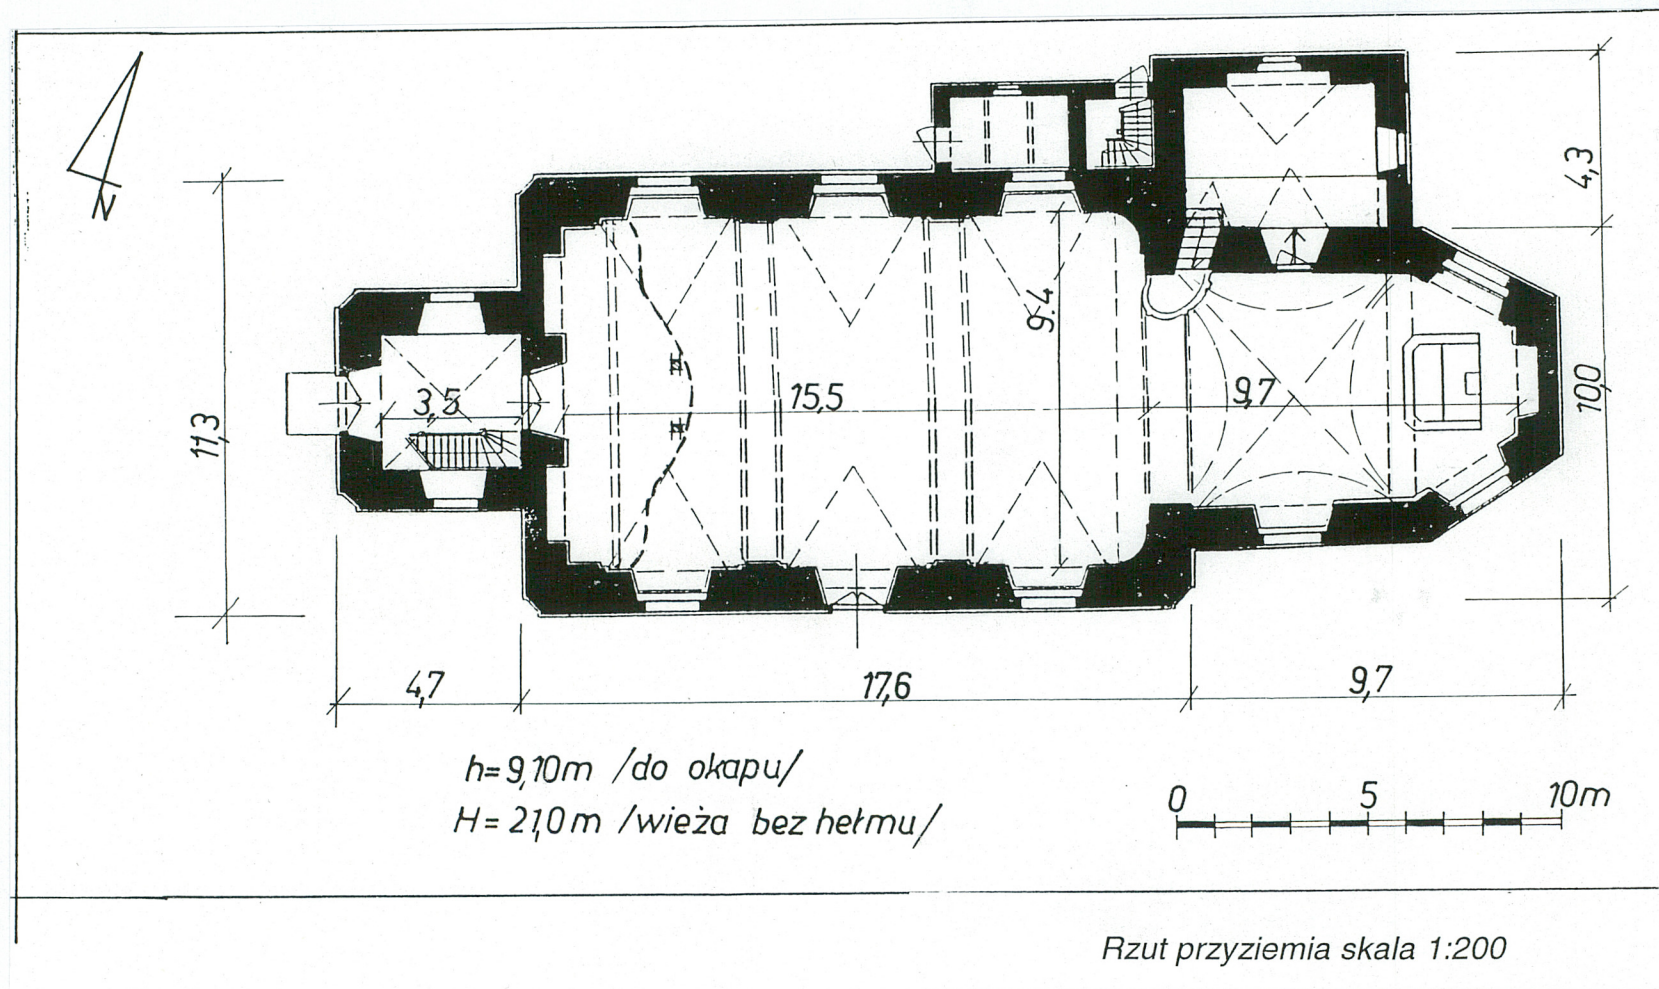 N
4,3
9.4
3,5
15,5
9,7
10,0
11,3
4,7
17,6
9,7
h=9,10m /do okapu/
H=21,0m /wieża bez hełmu/
0 5 10m
Rzut przyziemia skala 1:200